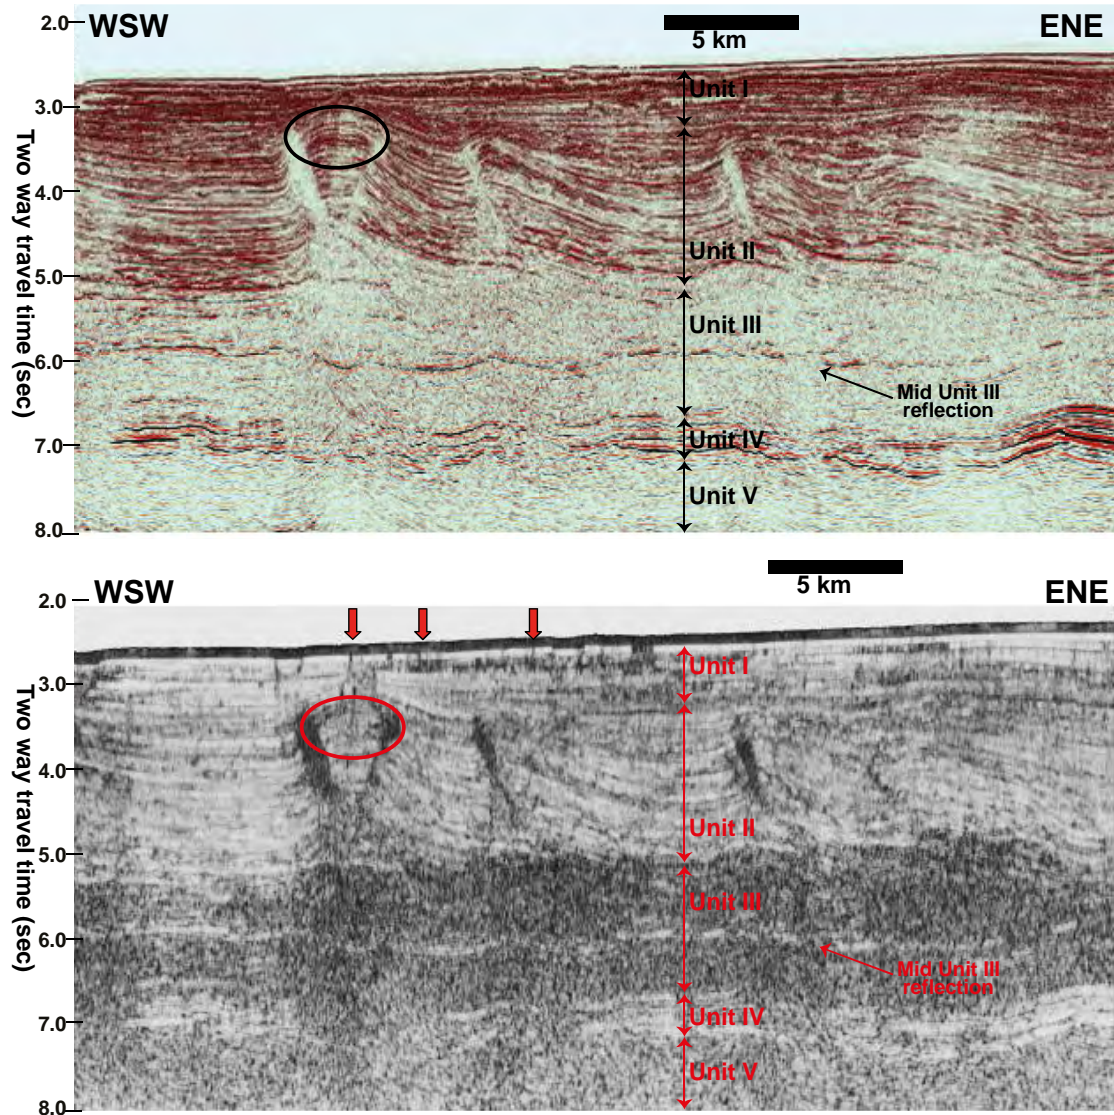 2.0
WSW
ENE
5 km
Unit I
3.0
Two way travel time (sec)
4.0
Unit II
5.0
Unit III
6.0
Mid Unit III
reflection
Unit IV
7.0
Unit V
8.0
WSW
5 km
ENE
2.0
Unit I
3.0
Two way travel time (sec)
4.0
Unit II
5.0
Unit III
6.0
Mid Unit III
reflection
Unit IV
7.0
Unit V
8.0